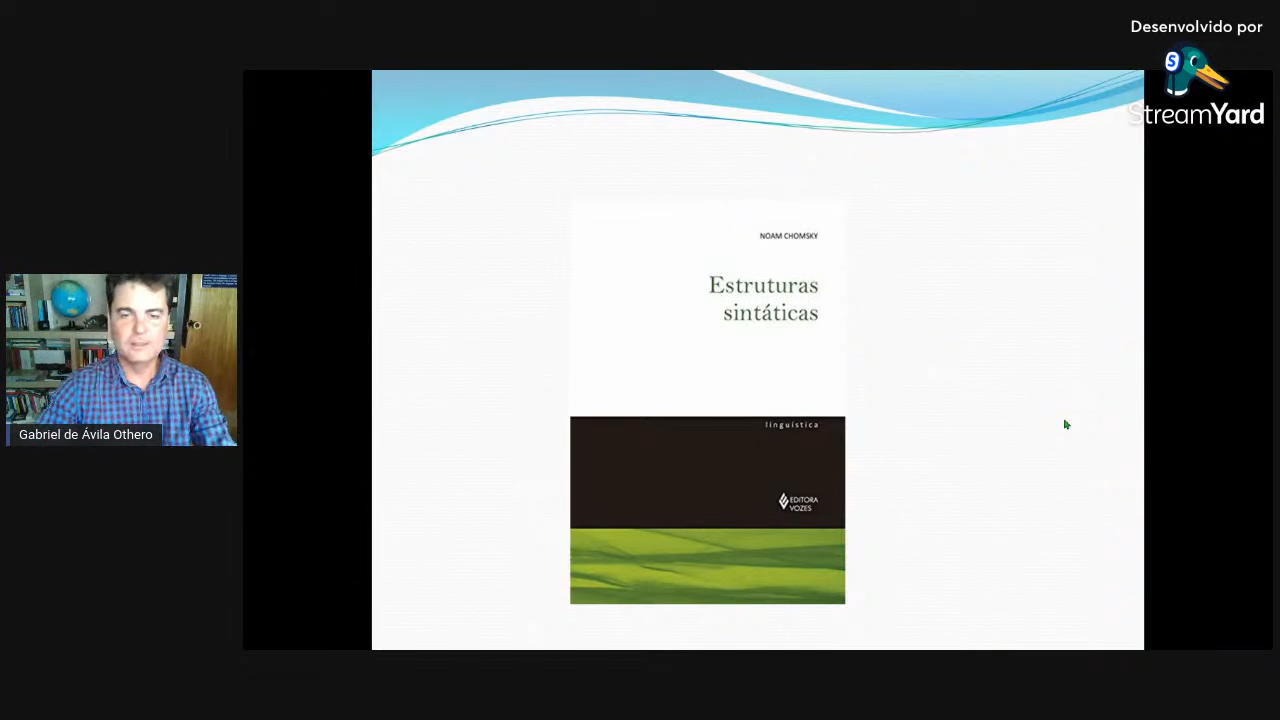 Desenvolvido por
StreamYard
NOAM CHOMSKY
Estruturas
sintáticas
linguística
EDITORA
VOZES
Gabriel de Ávila Othero